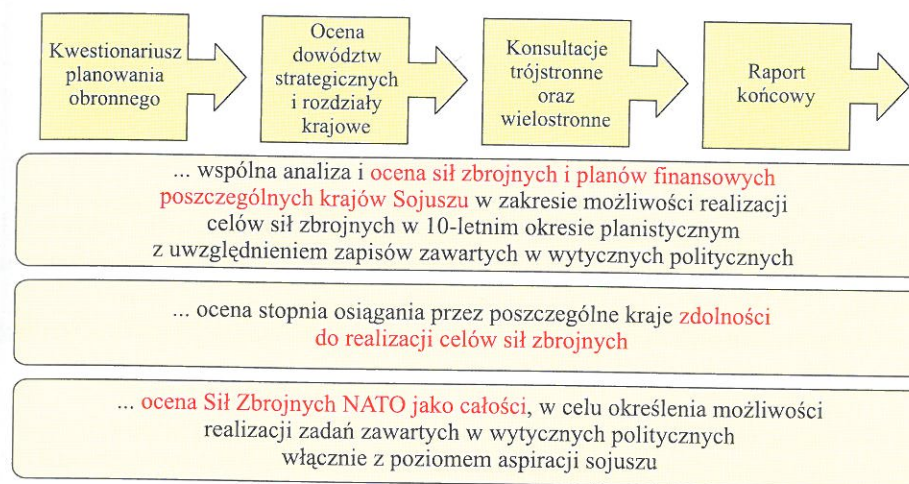 Kwestionariusz
planowania
obronnego
Ocena
dowództw
strategicznych
i rozdziały
krajowe
Konsultacje
trójstronne
oraz
wielostronne
Raport
końcowy
... wspólna analiza i ocena sił zbrojnych i planów finansowych
poszczególnych krajów Sojuszu w zakresie możliwości realizacji
celów sił zbrojnych w 10-letnim okresie planistycznym
z uwzględnieniem zapisów zawartych w wytycznych politycznych
... ocena stopnia osiągania przez poszczególne kraje zdolności
do realizacji celów sił zbrojnych
... ocena Sił Zbrojnych NATO jako całości, w celu określenia możliwości
realizacji zadań zawartych w wytycznych politycznych
włącznie z poziomem aspiracji sojuszu